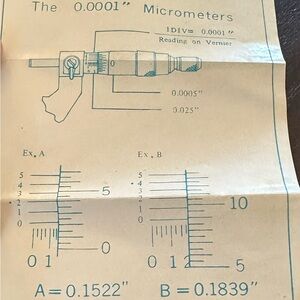 The 0.0001" Micrometers
1DIV= 0.0001"
Reading on Vernier
0
0.0005"
0.025"
Ex, A
Ex, B
5
4
3
2
1
0
5
0
0 1
5
4
3
2
1
0
10
5
0 1 2
A=0.1522"
B=0.1839"